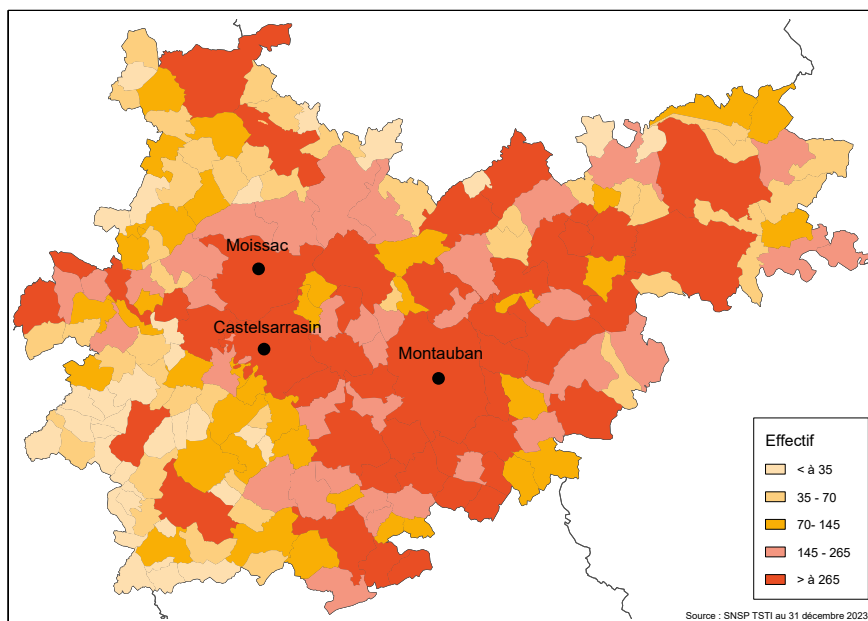 Moissac
Castelsarrasin
Montauban
Effectif
< à 35
35 - 70
70- 145
145 - 265
> à 265
Source : SNSP TSTI au 31 décembre 2023